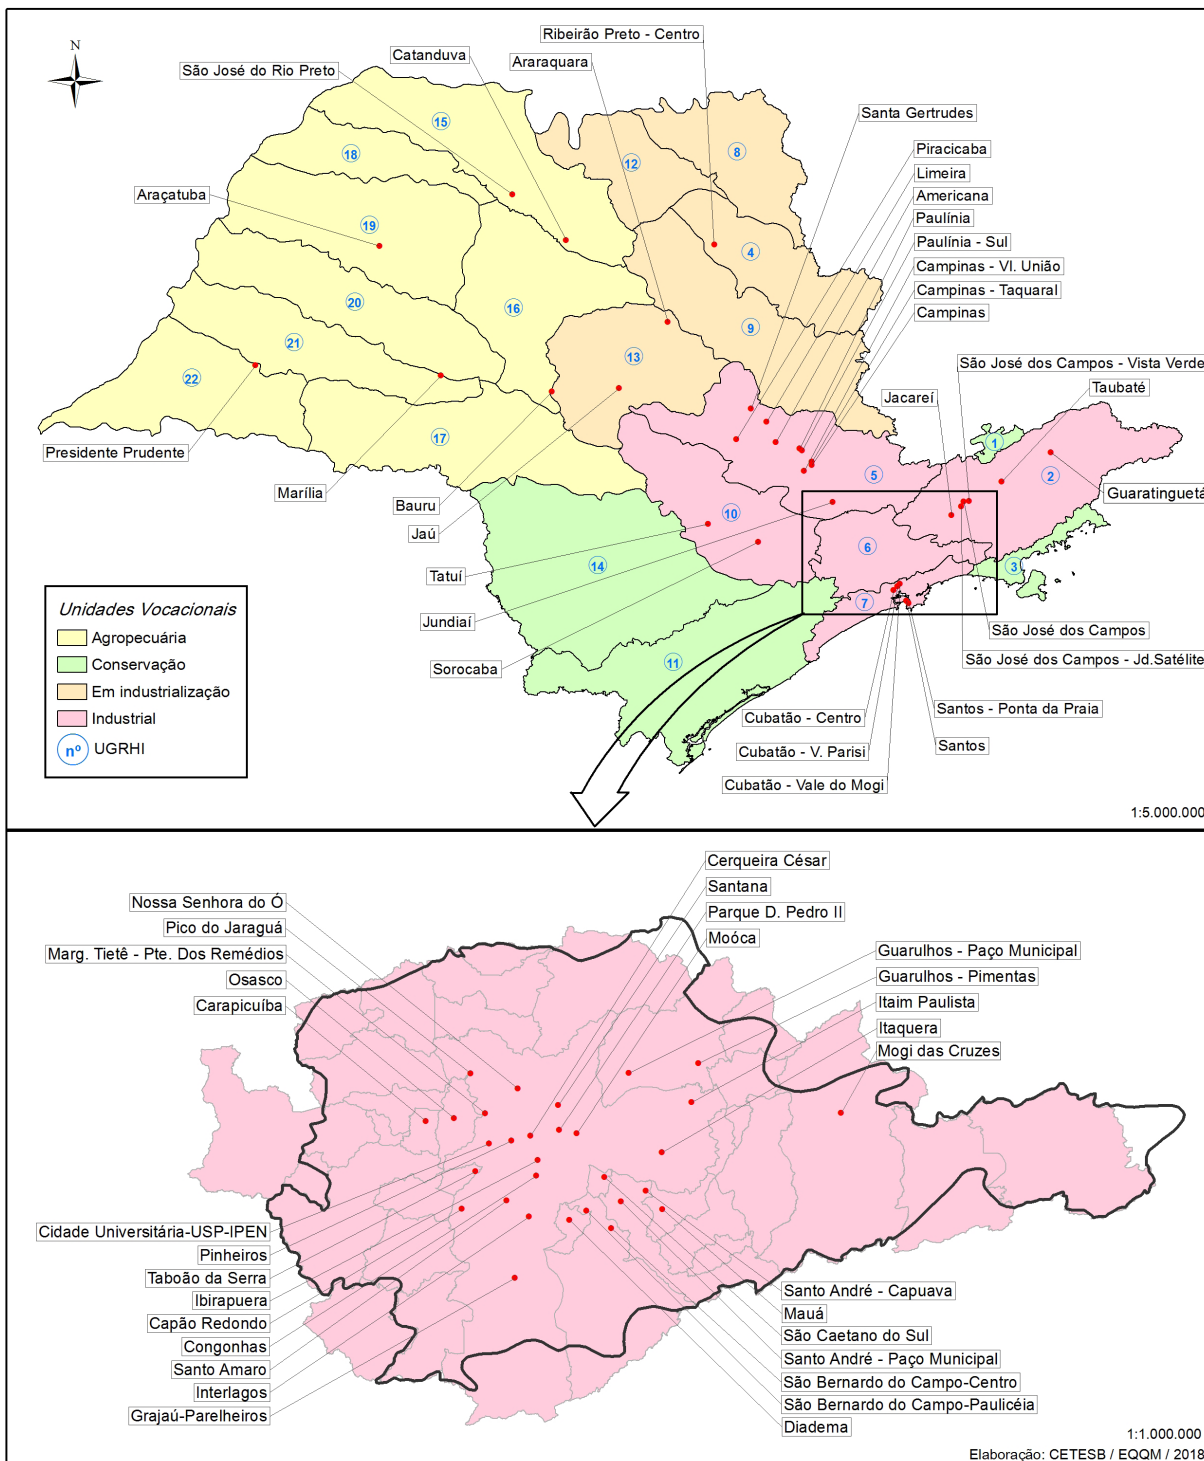 N
Ribeirão Preto - Centro
Catanduva
Araraquara
São José do Rio Preto
Santa Gertrudes
Piracicaba
Limeira
Americana
Paulínia
Paulínia - Sul
Campinas - Vl. União
Campinas - Taquaral
Campinas
Araçatuba
São José dos Campos - Vista Verde
Taubaté
Jacareí
Guaratinguetá
Presidente Prudente
Marília
Bauru
Jaú
Tatuí
Jundiaí
Sorocaba
São José dos Campos
São José dos Campos - Jd.Satélite
Santos - Ponta da Praia
Santos
Cubatão - Centro
Cubatão - V. Parisi
Cubatão - Vale do Mogi
15
18
12
8
19
4
20
16
9
21
13
22
17
1
5
2
10
6
14
3
7
11
Unidades Vocacionais
Agropecuária
Conservação
Em industrialização
Industrial
nº UGRHI
1:5.000.000
Cerqueira César
Santana
Parque D. Pedro II
Moóca
Nossa Senhora do Ó
Pico do Jaraguá
Marg. Tietê - Pte. Dos Remédios
Osasco
Carapicuíba
Guarulhos - Paço Municipal
Guarulhos - Pimentas
Itaim Paulista
Itaquera
Mogi das Cruzes
Cidade Universitária-USP-IPEN
Pinheiros
Taboão da Serra
Ibirapuera
Capão Redondo
Congonhas
Santo Amaro
Interlagos
Grajaú-Parelheiros
Santo André - Capuava
Mauá
São Caetano do Sul
Santo André - Paço Municipal
São Bernardo do Campo-Centro
São Bernardo do Campo-Paulicéia
Diadema
1:1.000.000
Elaboração: CETESB / EQQM / 2018